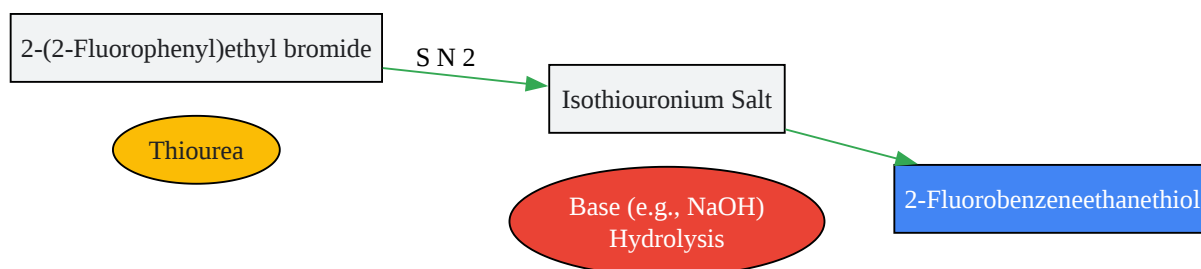 2-(2-Fluorophenyl)ethyl bromide
S N 2
Isothiouronium Salt
Thiourea
Base (e.g., NaOH)
Hydrolysis
2-Fluorobenzeneethanethiol